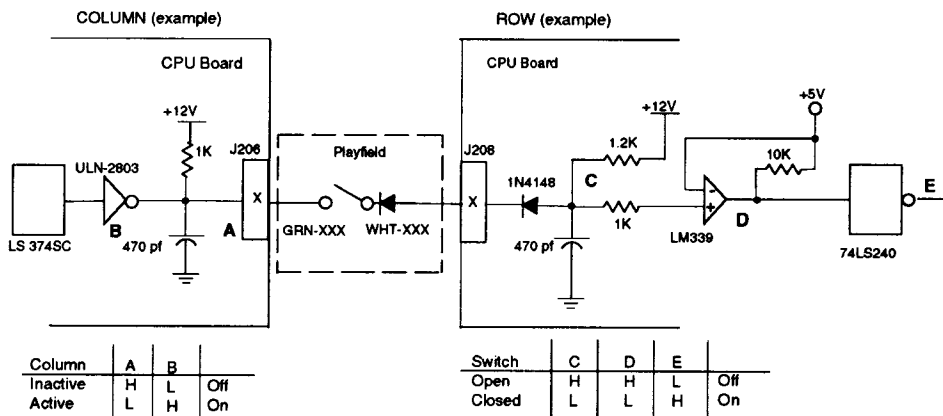 COLUMN (example)
CPU Board
+12V
1K
J206
ULN-2803
X
LS 374SC
B
470 pf
A
Playfield
GRN-XXX
WHT-XXX
ROW (example)
CPU Board
+12V
+5V
J208
1.2K
10K
1N4148
C
X
-
+
1K
D
E
470 pf
LM339
74LS240
Column A B
Inactive H L Off
Active L H On
Switch C D E
Open H H L Off
Closed L L H On